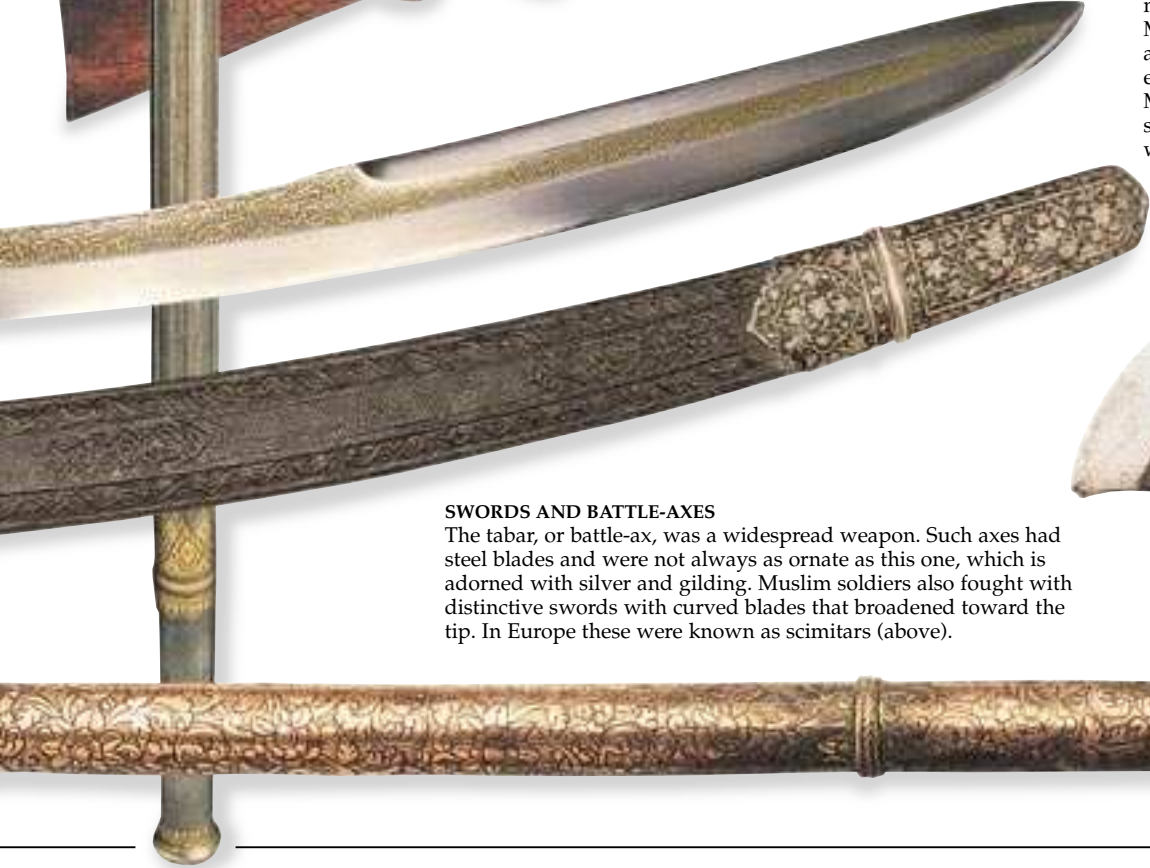 SWORDS AND BATTLE-AXES
The tabar, or battle-ax, was a widespread weapon. Such axes had
steel blades and were not always as ornate as this one, which is
adorned with silver and gilding. Muslim soldiers also fought with
distinctive swords with curved blades that broadened toward the
tip. In Europe these were known as scimitars (above).